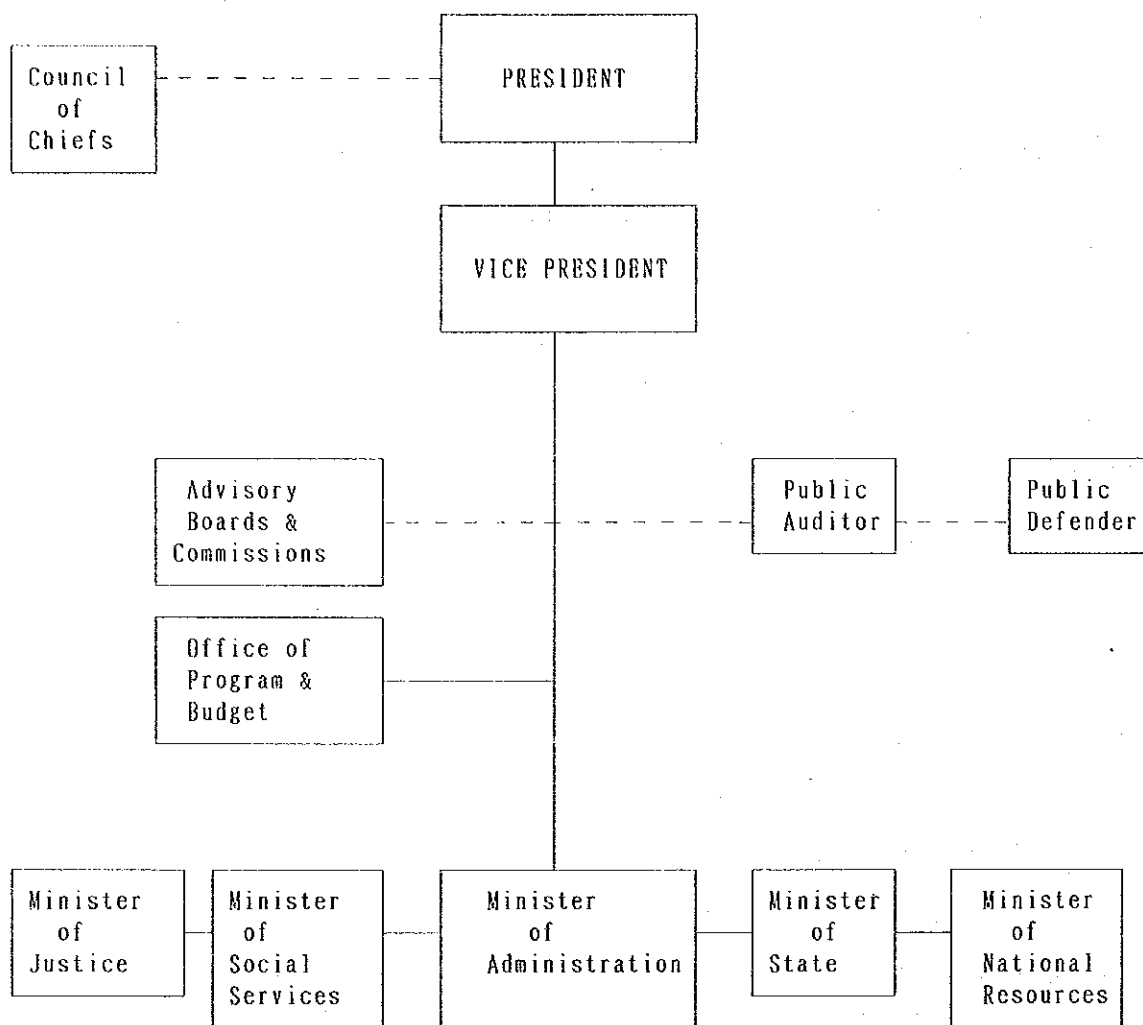 Council
of
Chiefs
PRESIDENT
VICE PRESIDENT
Advisory
Boards &
Commissions
Public
Auditor
Public
Defender
Office of
Program &
Budget
Minister
of
Justice
Minister
of
Social
Services
Minister
of
Administration
Minister
of
State
Minister
of
National
Resources